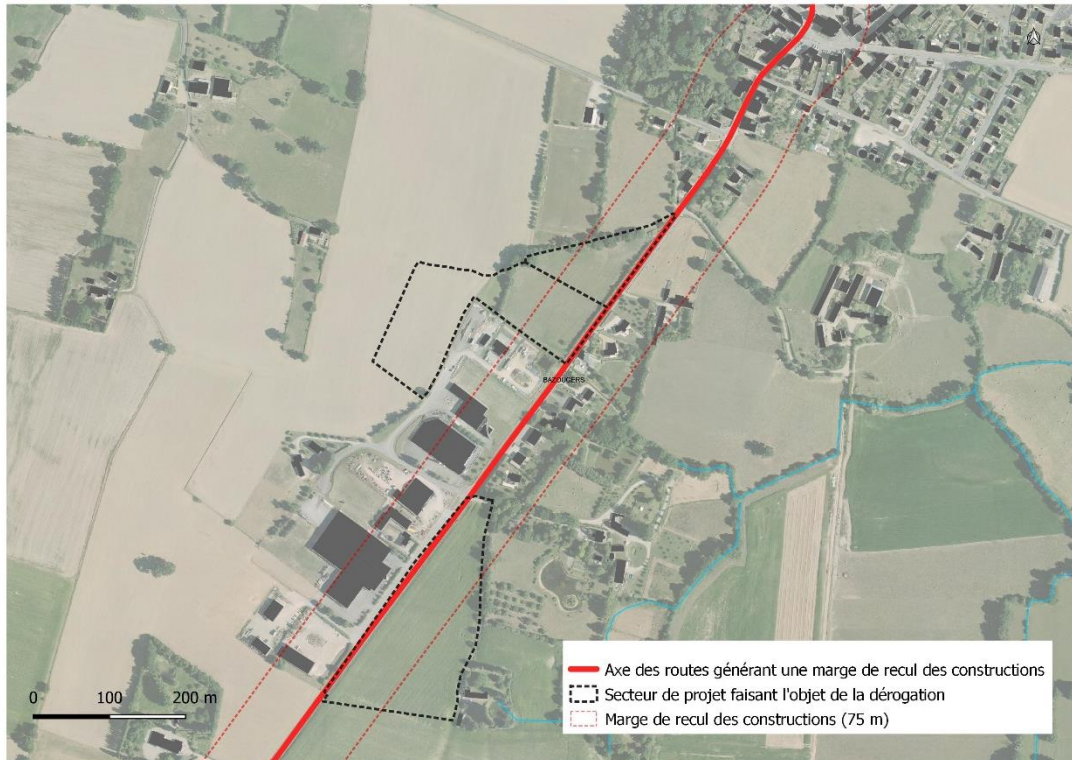 BAZOUGERS
Axe des routes générant une marge de recul des constructions
Secteur de projet faisant l'objet de la dérogation
Marge de recul des constructions (75 m)
0 100 200 m